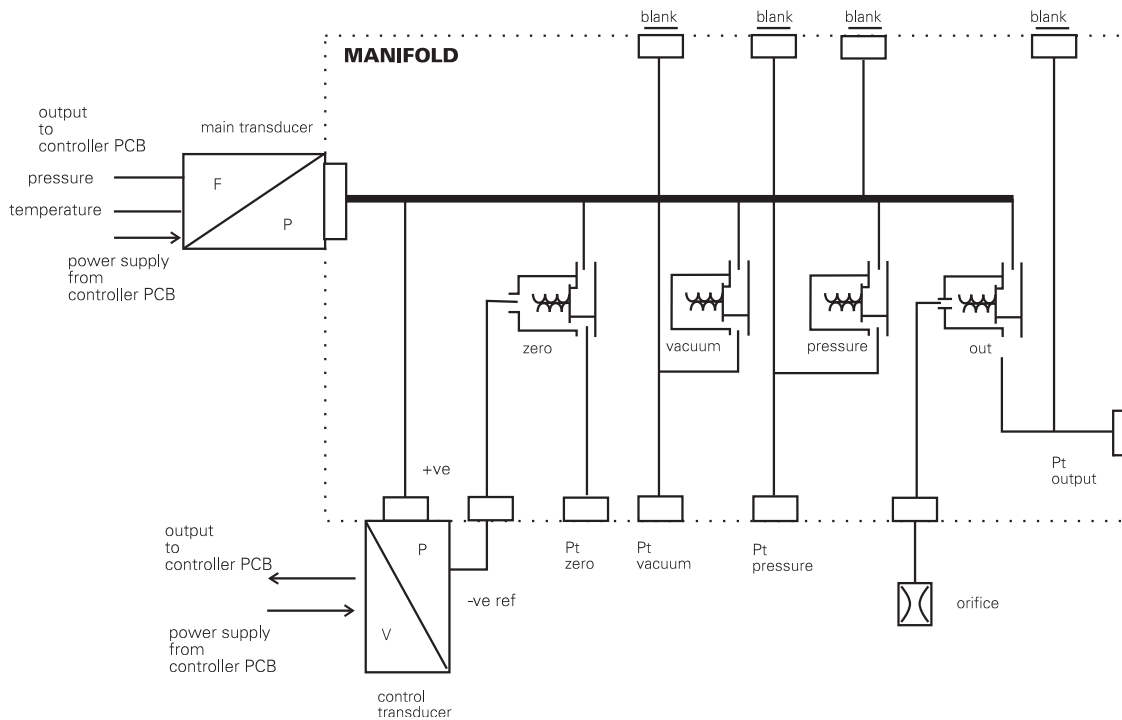 blank
blank
blank
blank
MANIFOLD
output
to
controller PCB
main transducer
pressure
F
temperature
P
power supply
from
controller PCB
zero
vacuum
pressure
out
+ve
Pt
output
output
to
controller PCB
P
Pt
zero
Pt
vacuum
Pt
pressure
-ve ref
orifice
V
power supply
from
controller PCB
control
transducer